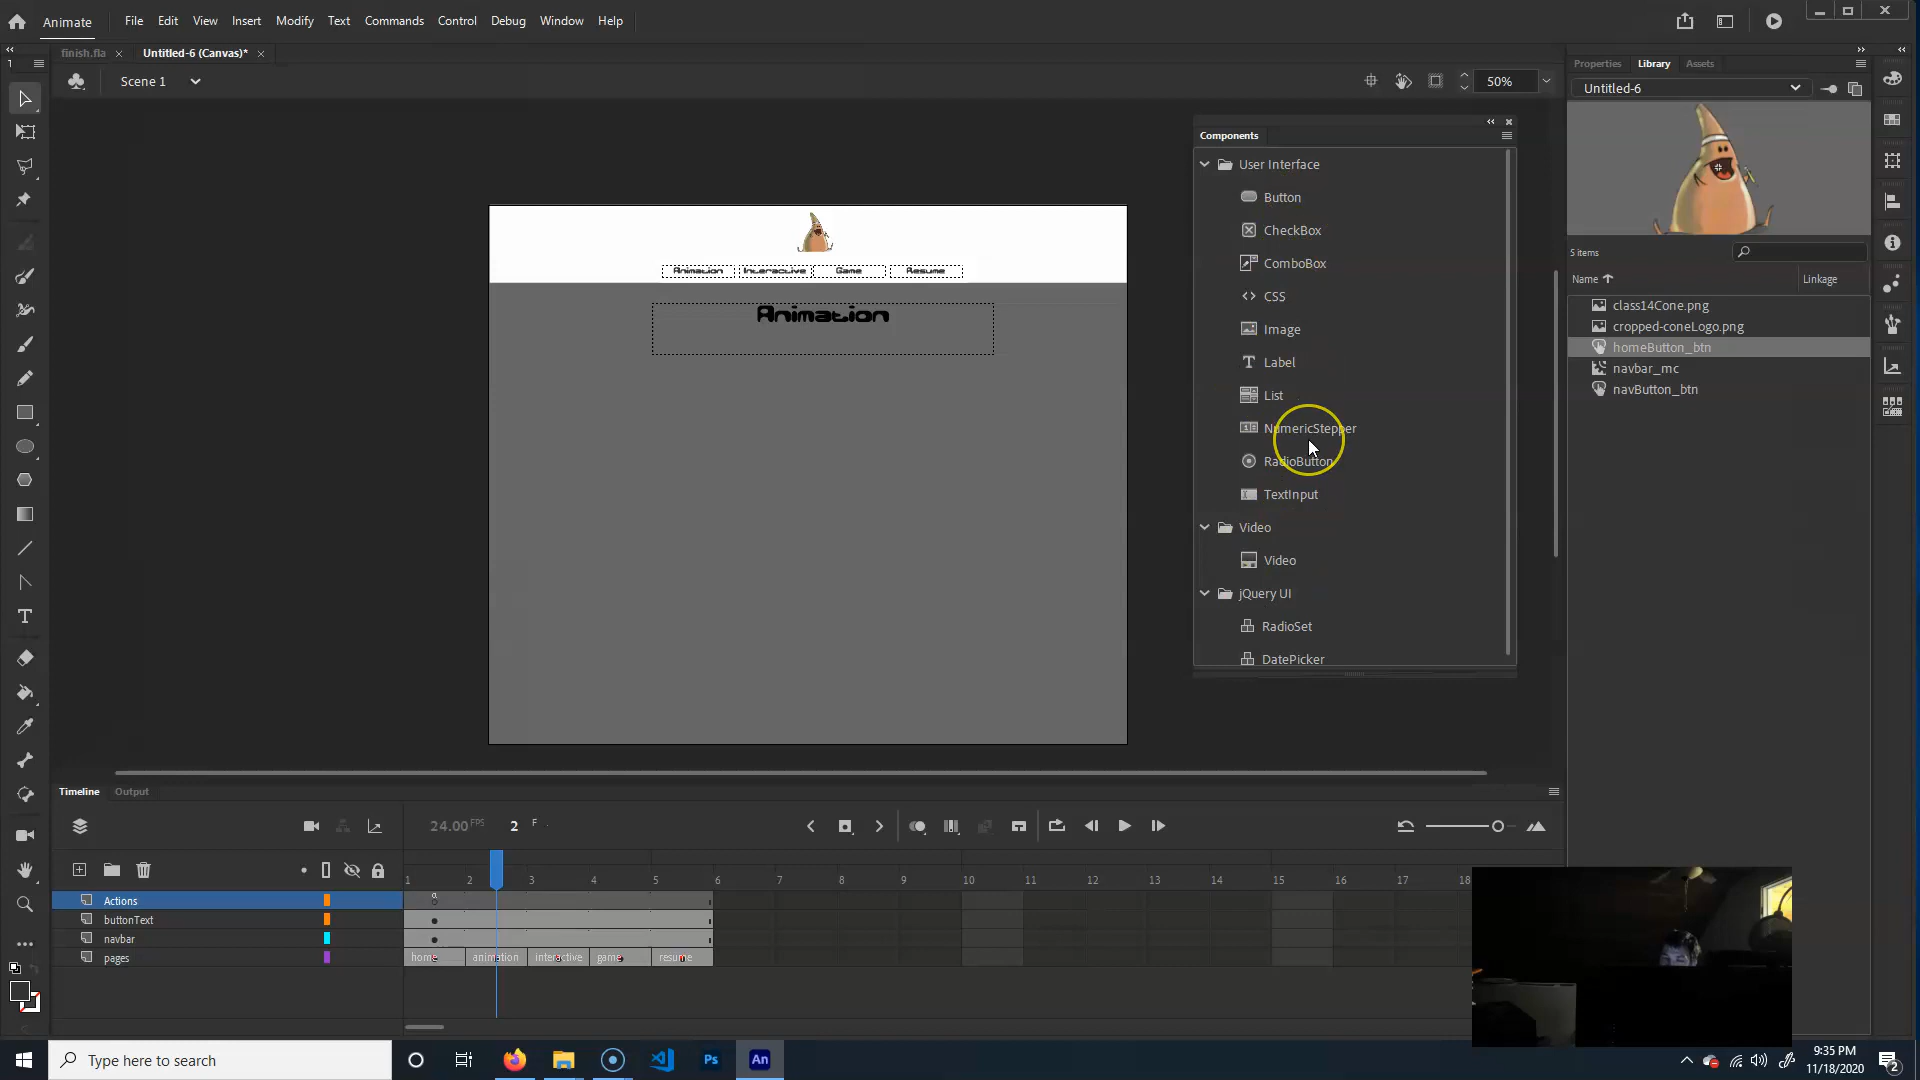 Animate File Edit View Insert Modify Text Commands Control Debug Window Help
finish.fla × Untitled-6 (Canvas)* ×
1
Scene 1
50%
Properties Library Assets
Untitled-6
5 items
Name Linkage
class14Cone.png
cropped-coneLogo.png
homeButton_btn
navbar_mc
navButton_btn
Components
User Interface
Button
CheckBox
ComboBox
CSS
Image
Label
List
NumericStepper
RadioButton
TextInput
Video
Video
jQuery UI
RadioSet
DatePicker
Animation Interactive Game Resume
Animation
Timeline Output
24.00 FPS 2 F
1 2 3 4 5 6 7 8 9 10 11 12 13 14 15 16 17 18
Actions
buttonText
navbar
pages
home animation interactive game resume
Type here to search
Ps An
9:35 PM
11/18/2020
2